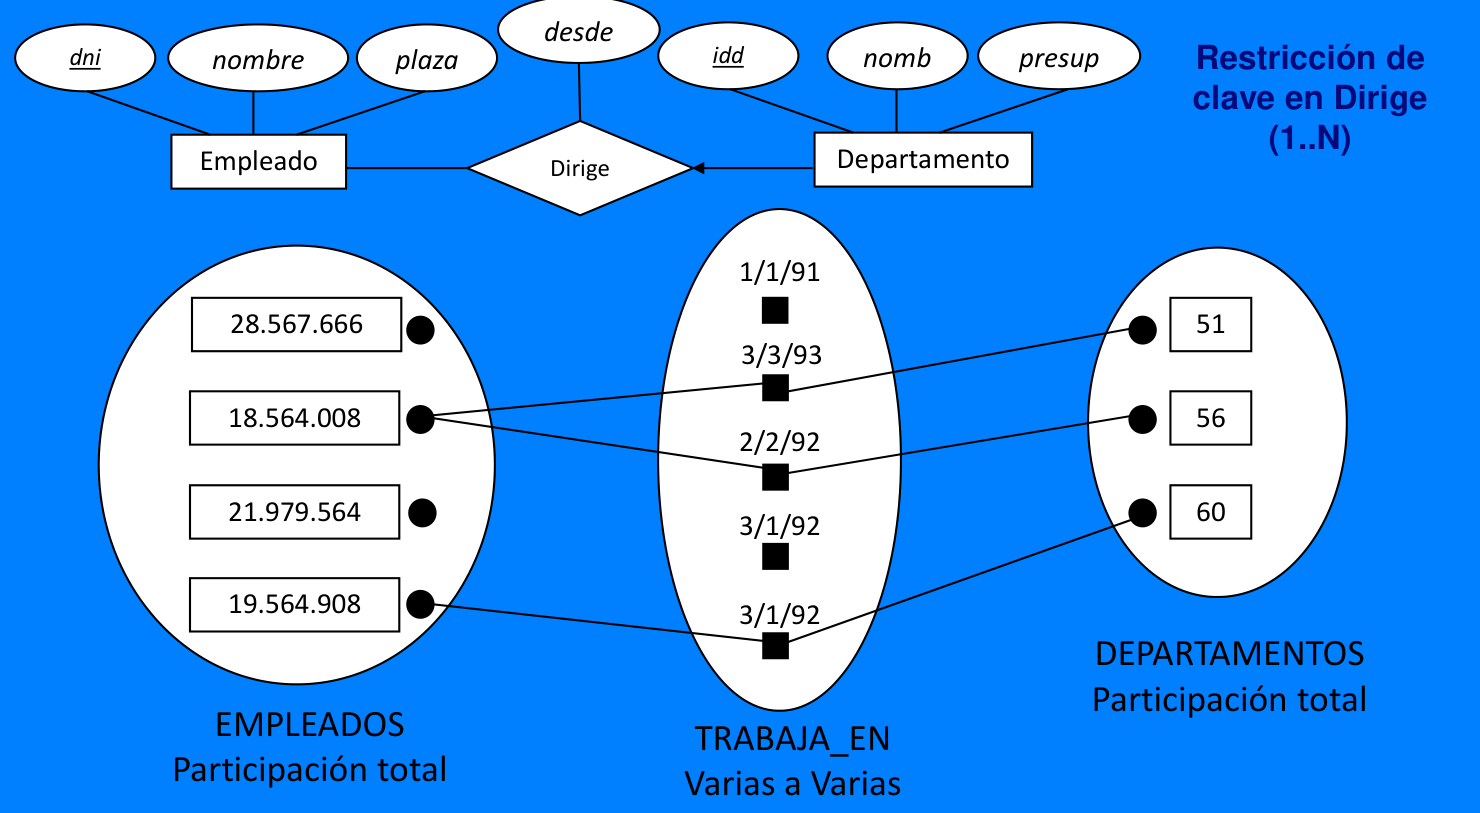 dni
nombre
plaza
desde
idd
nomb
presup
Restricción de
clave en Dirige
(1..N)
Empleado
Dirige
Departamento
28.567.666
18.564.008
21.979.564
19.564.908
1/1/91
3/3/93
2/2/92
3/1/92
3/1/92
51
56
60
EMPLEADOS
Participación total
TRABAJA_EN
Varias a Varias
DEPARTAMENTOS
Participación total